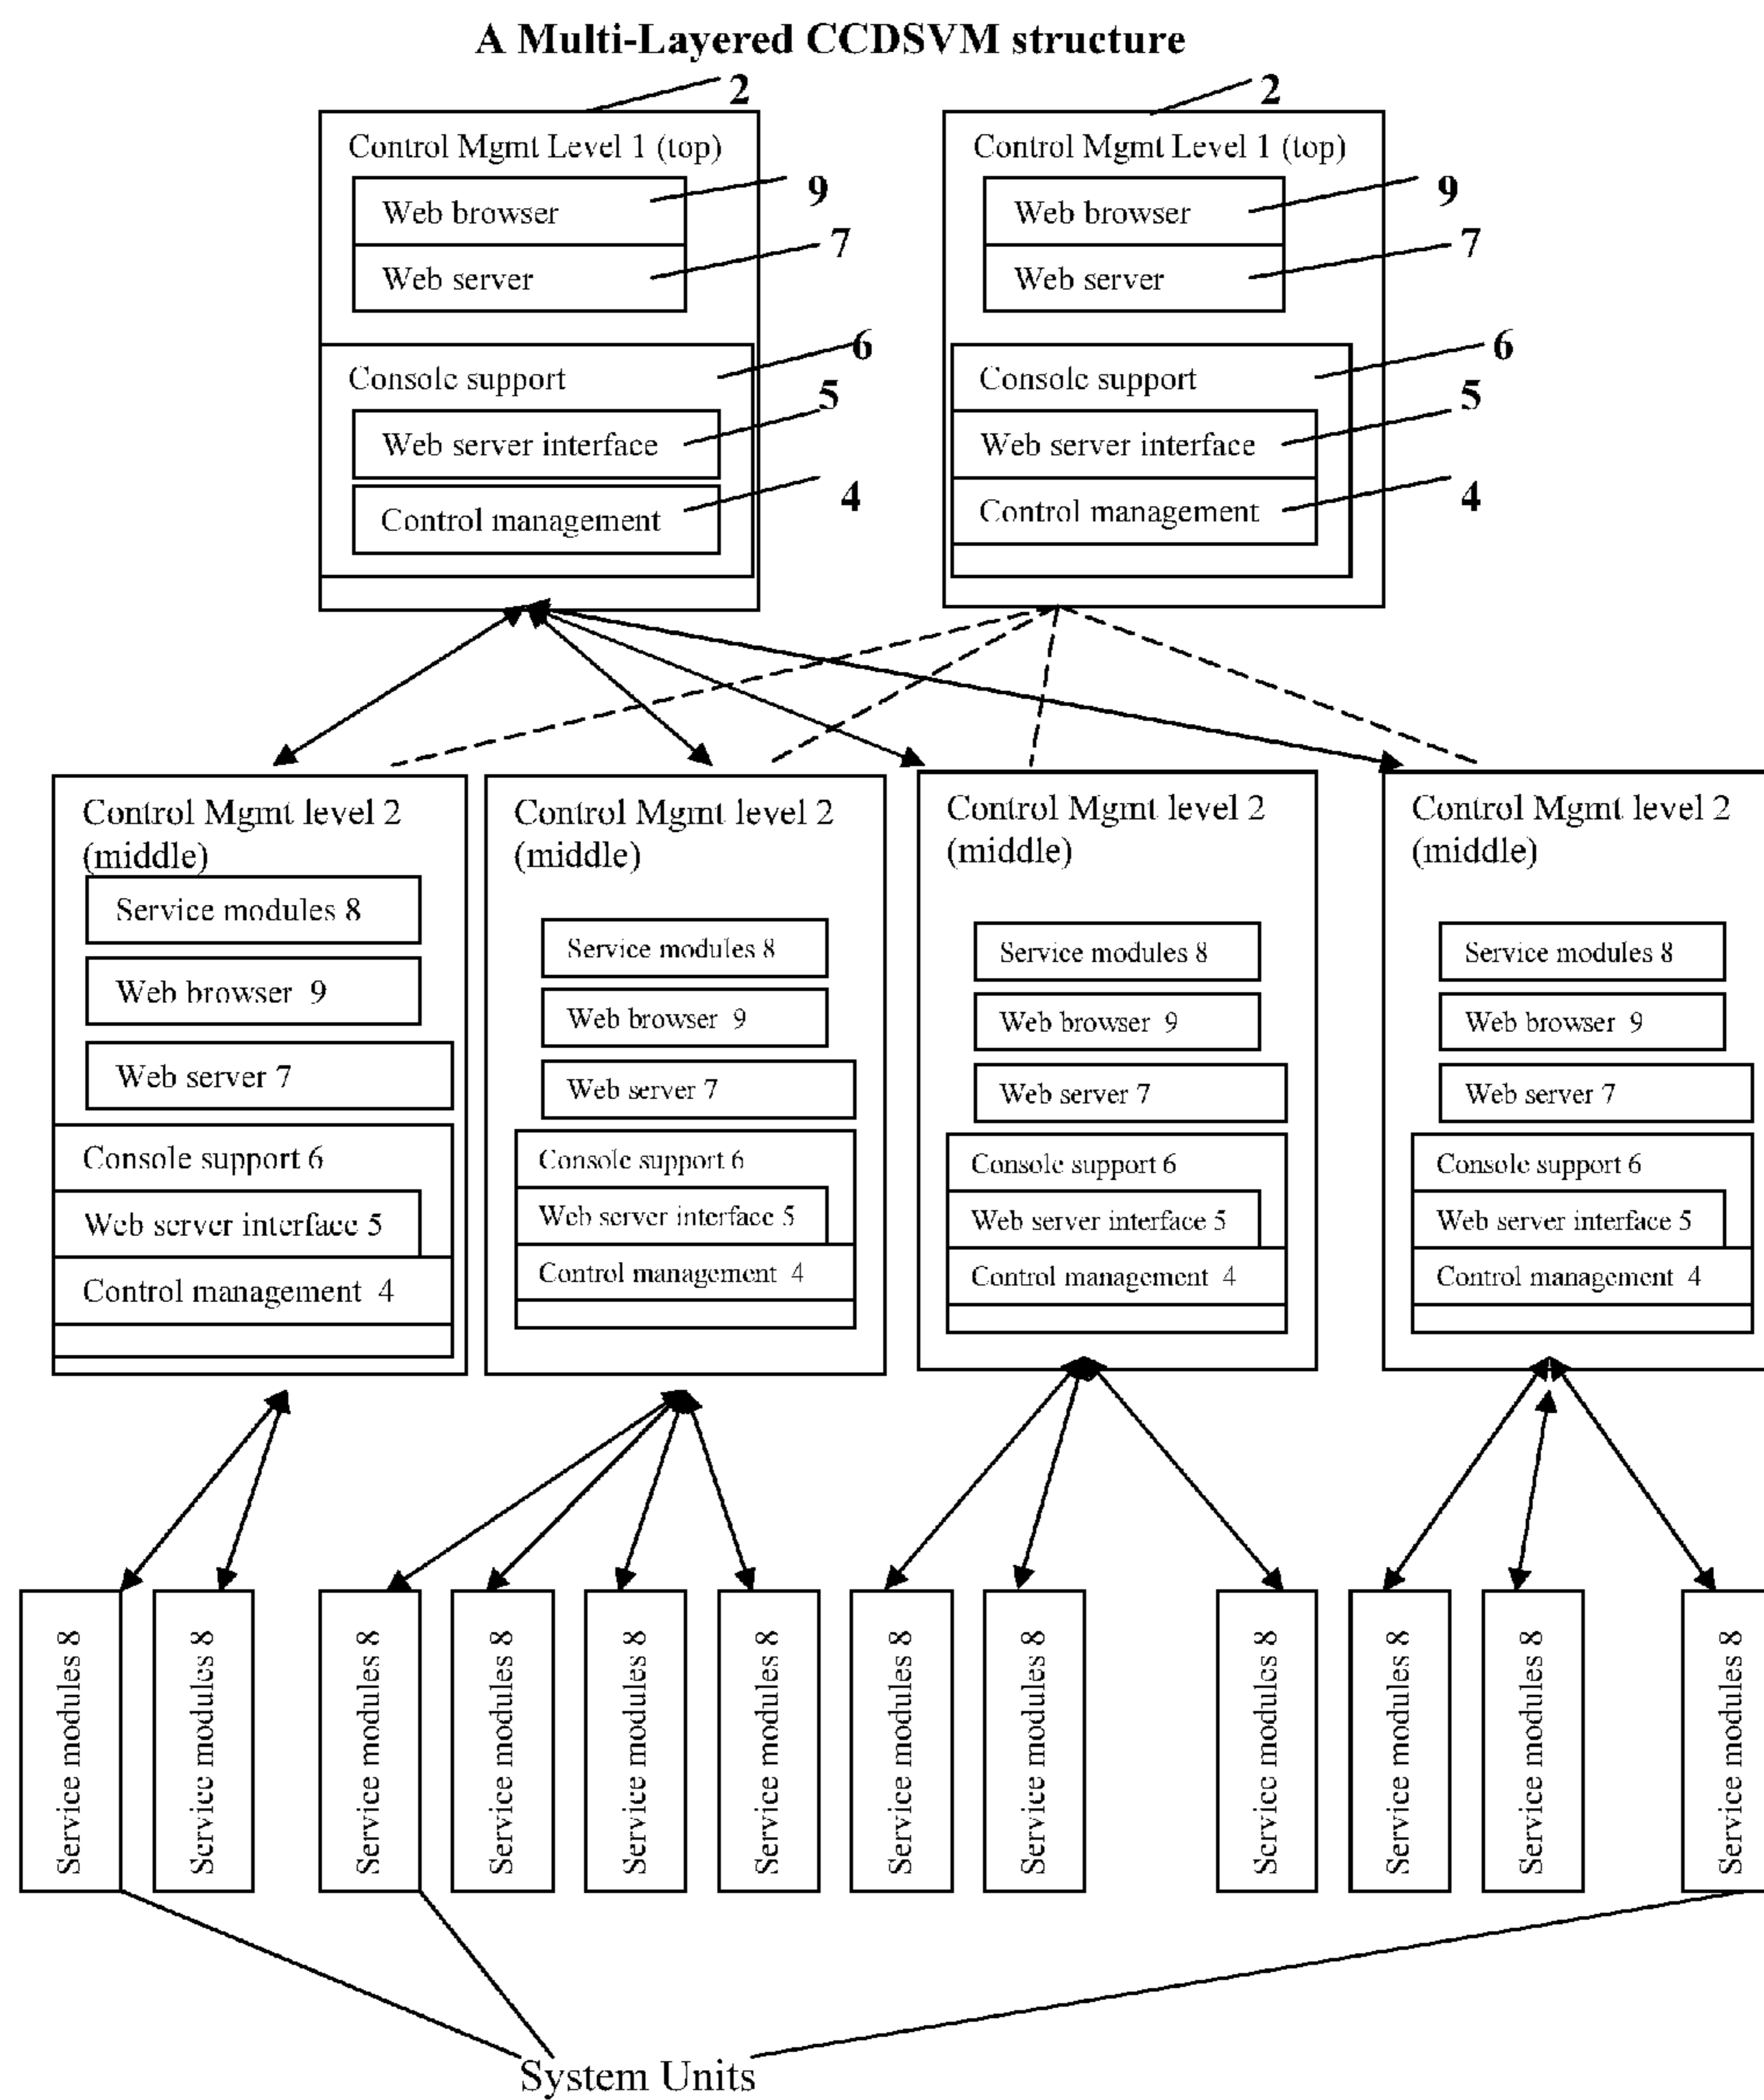 A Multi-Layered CCDSVM structure
2
2
Control Mgmt Level 1 (top)
Web browser
9
Web server
7
Console support
6
Web server interface
5
Control management
4
Control Mgmt Level 1 (top)
Web browser
9
Web server
7
Console support
6
Web server interface
5
Control management
4
Control Mgmt level 2
(middle)
Service modules 8
Web browser 9
Web server 7
Console support 6
Web server interface 5
Control management 4
Control Mgmt level 2
(middle)
Service modules 8
Web browser 9
Web server 7
Console support 6
Web server interface 5
Control management 4
Control Mgmt level 2
(middle)
Service modules 8
Web browser 9
Web server 7
Console support 6
Web server interface 5
Control management 4
Control Mgmt level 2
(middle)
Service modules 8
Web browser 9
Web server 7
Console support 6
Web server interface 5
Control management 4
Service modules 8
Service modules 8
Service modules 8
Service modules 8
Service modules 8
Service modules 8
Service modules 8
Service modules 8
Service modules 8
Service modules 8
Service modules 8
Service modules 8
System Units